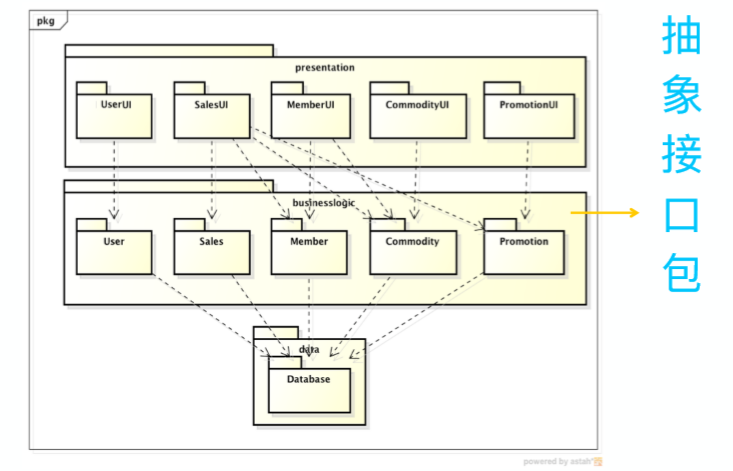 pkg
presentation
UserUI
SalesUI
MemberUI
CommodityUI
PromotionUI
businesslogic
User
Sales
Member
Commodity
Promotion
data
Database
抽
象
接
口
包
powered by astah